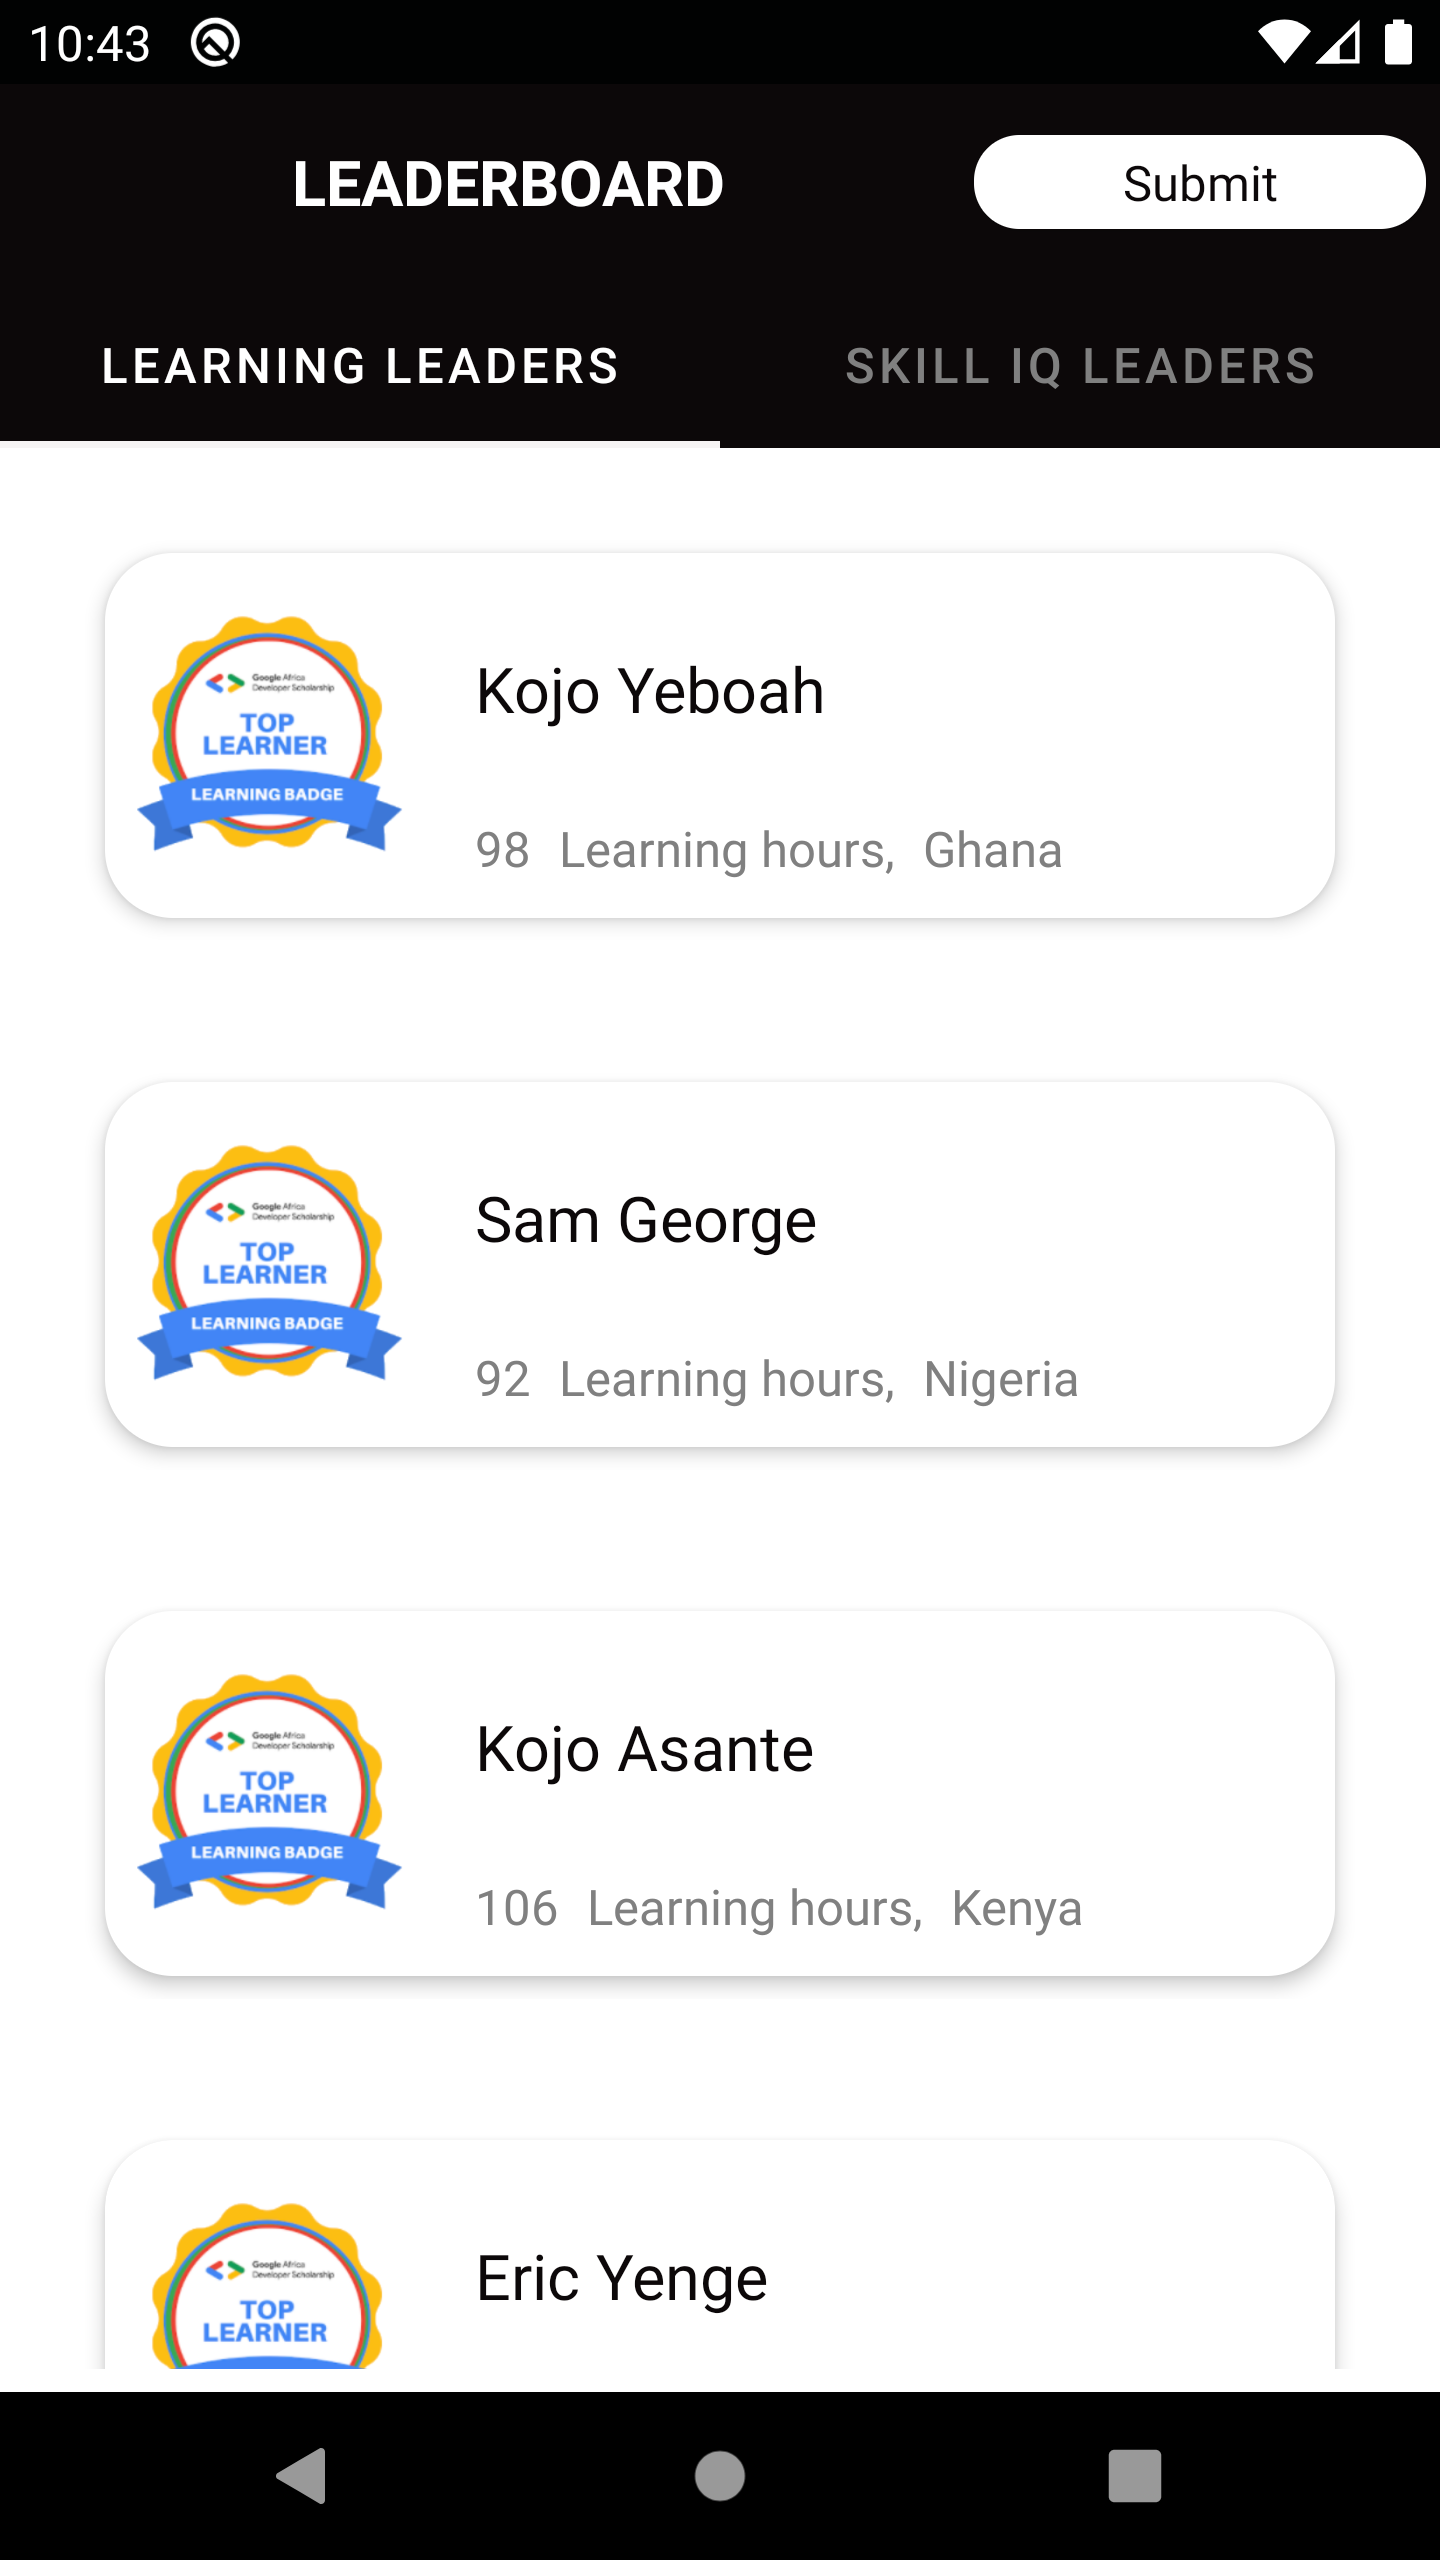 10:43
LEADERBOARD
Submit
LEARNING LEADERS
SKILL IQ LEADERS
Google Africa
Developer Scholarship
TOP
LEARNER
LEARNING BADGE
Kojo Yeboah
98 Learning hours, Ghana
Google Africa
Developer Scholarship
TOP
LEARNER
LEARNING BADGE
Sam George
92 Learning hours, Nigeria
Google Africa
Developer Scholarship
TOP
LEARNER
LEARNING BADGE
Kojo Asante
106 Learning hours, Kenya
Google Africa
Developer Scholarship
TOP
LEARNER
Eric Yenge